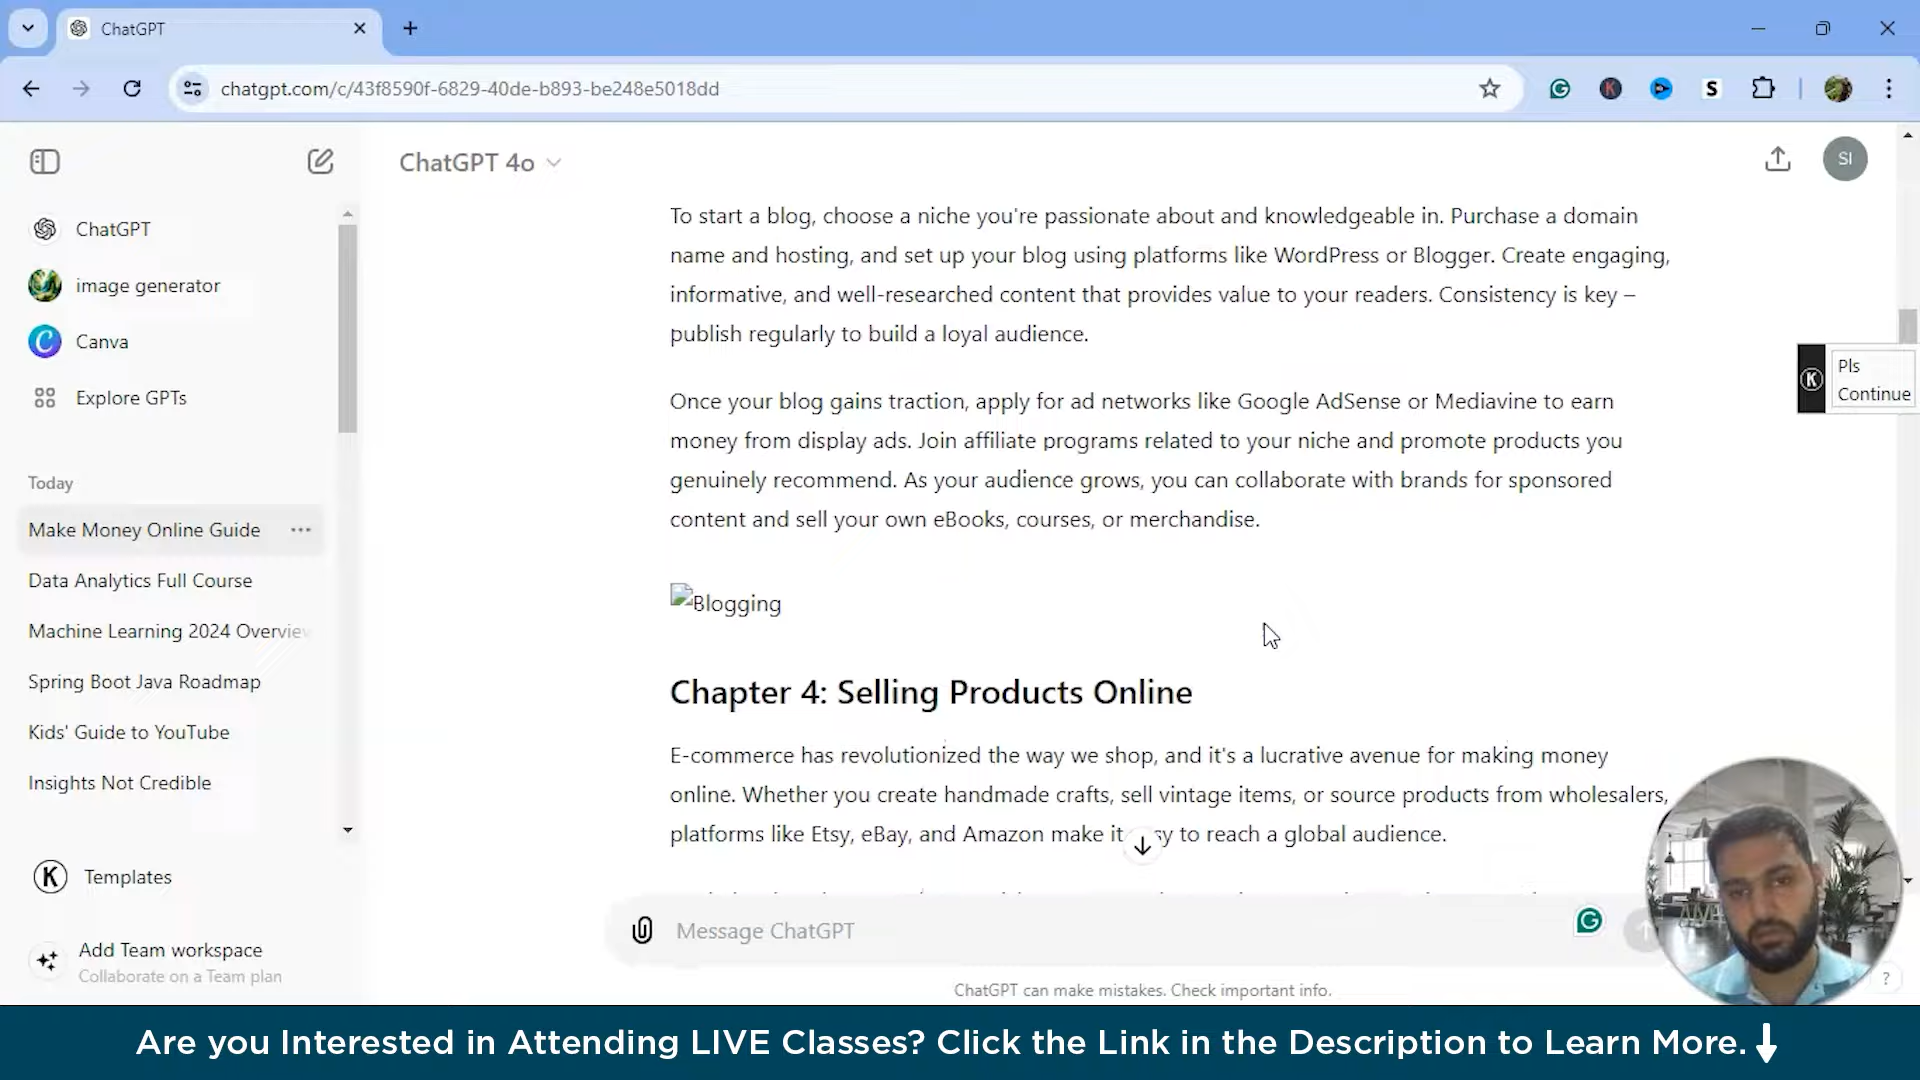 ChatGPT
chatgpt.com/c/43f8590f-6829-40de-b893-be248e5018dd
ChatGPT 4o
SI
ChatGPT
image generator
Canva
Explore GPTs
Today
Make Money Online Guide
Data Analytics Full Course
Machine Learning 2024 Overview
Spring Boot Java Roadmap
Kids' Guide to YouTube
Insights Not Credible
Templates
Add Team workspace
Collaborate on a Team plan
To start a blog, choose a niche you're passionate about and knowledgeable in. Purchase a domain
name and hosting, and set up your blog using platforms like WordPress or Blogger. Create engaging,
informative, and well-researched content that provides value to your readers. Consistency is key –
publish regularly to build a loyal audience.
Once your blog gains traction, apply for ad networks like Google AdSense or Mediavine to earn
money from display ads. Join affiliate programs related to your niche and promote products you
genuinely recommend. As your audience grows, you can collaborate with brands for sponsored
content and sell your own eBooks, courses, or merchandise.
Blogging
Chapter 4: Selling Products Online
E-commerce has revolutionized the way we shop, and it's a lucrative avenue for making money
online. Whether you create handmade crafts, sell vintage items, or source products from wholesalers,
platforms like Etsy, eBay, and Amazon make it to reach a global audience.
Pls
Continue
Message ChatGPT
ChatGPT can make mistakes. Check important info.
?
Are you Interested in Attending LIVE Classes? Click the Link in the Description to Learn More.